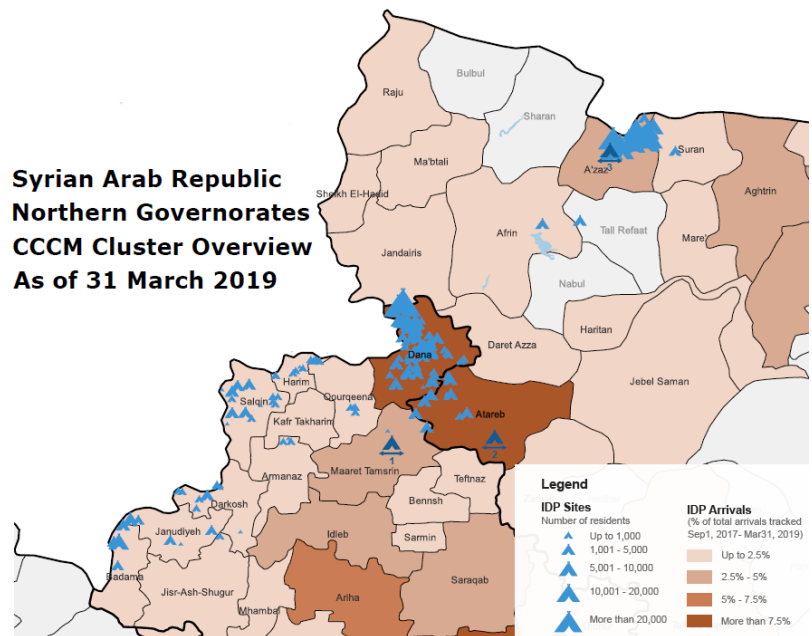 Syrian Arab Republic
Northern Governorates
CCCM Cluster Overview
As of 31 March 2019
Bulbul
Raju
Sharan
Ma'btali
A'zaz
3
Suran
Sheikh El-Hadid
Aghtrin
Afrin
Tall Refaat
Mare'
Jandairis
Nabul
Haritan
Daret Azza
Dana
Jebel Saman
Harim
Salqin
Qourqeena
Kafr Takharin
Atareb
1
2
Maaret Tamsrin
Armanaz
Teftnaz
Darkosh
Bennsh
Janudiyeh
Idleb
Sarmin
Badama
Jisr-Ash-Shugur
Ariha
Saraqab
Mhambal
Legend
IDP Sites
Number of residents
Up to 1,000
1,001 - 5,000
5,001 - 10,000
10,001 - 20,000
More than 20,000
IDP Arrivals
(% of total arrivals tracked
Sep1, 2017- Mar31, 2019)
Up to 2.5%
2.5% - 5%
5% - 7.5%
More than 7.5%